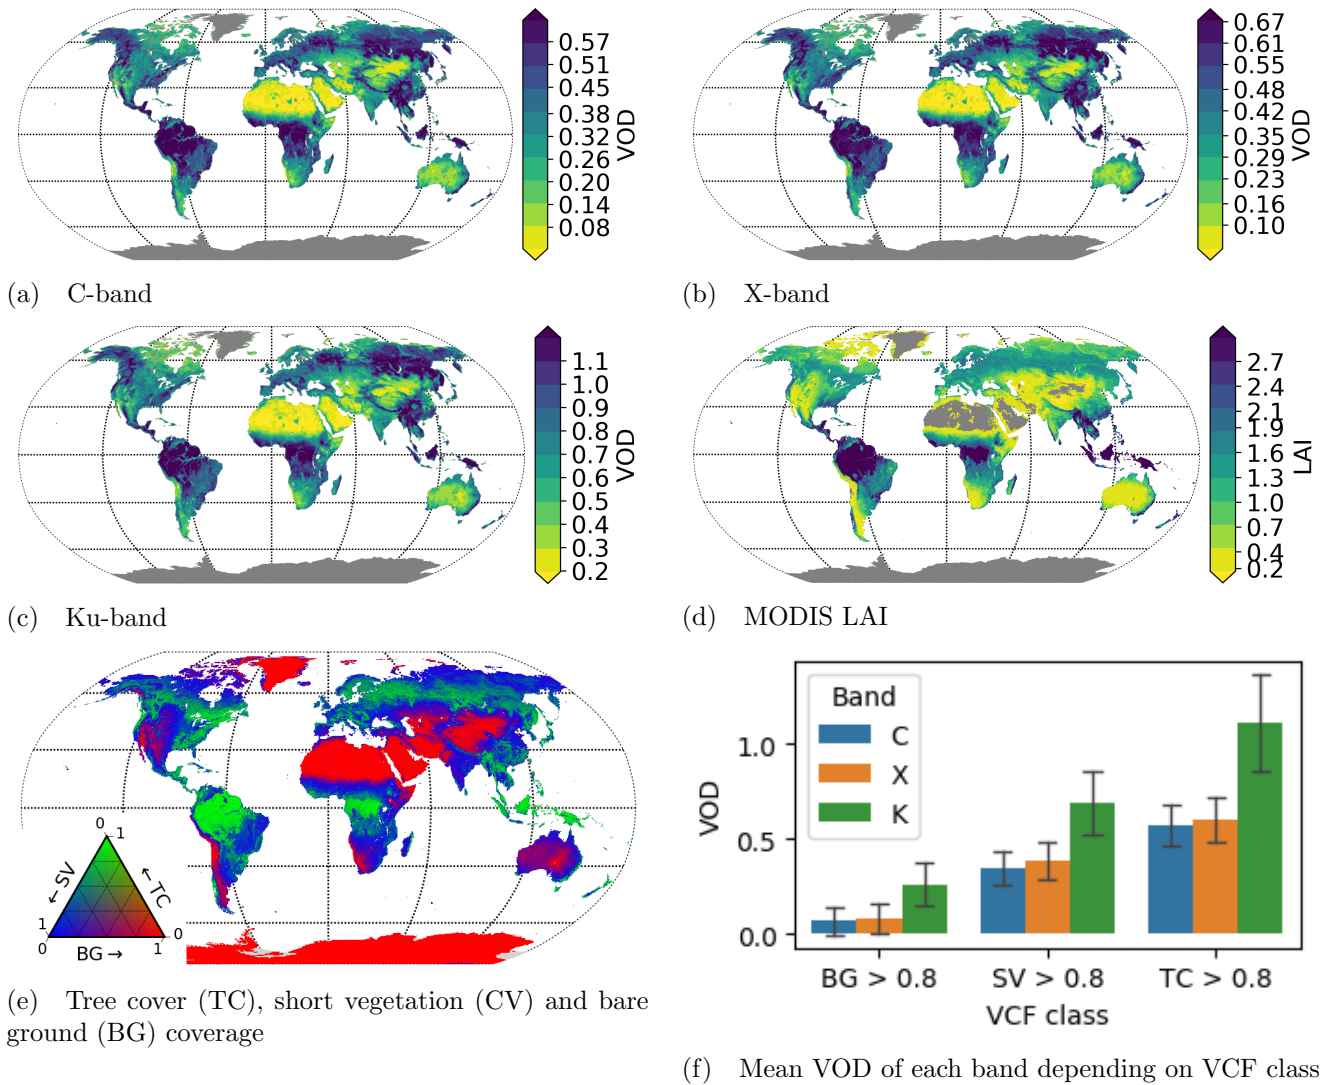 0.57
0.51
0.45
0.38
0.32
0.26
0.20
0.14
0.08
VOD
0.67
0.61
0.55
0.48
0.42
0.35
0.29
0.23
0.16
0.10
VOD
(a) C-band
(b) X-band
1.1
1.0
0.9
0.8
0.7
0.6
0.5
0.4
0.3
0.2
VOD
2.7
2.4
2.1
1.9
1.6
1.3
1.0
0.7
0.4
0.2
LAI
(c) Ku-band
(d) MODIS LAI
0 1
← SV
← TC
1 0
0 1
BG →
(e) Tree cover (TC), short vegetation (CV) and bare
ground (BG) coverage
Band
C
X
K
1.0
0.5
0.0
VOD
BG > 0.8 SV > 0.8 TC > 0.8
VCF class
(f) Mean VOD of each band depending on VCF class